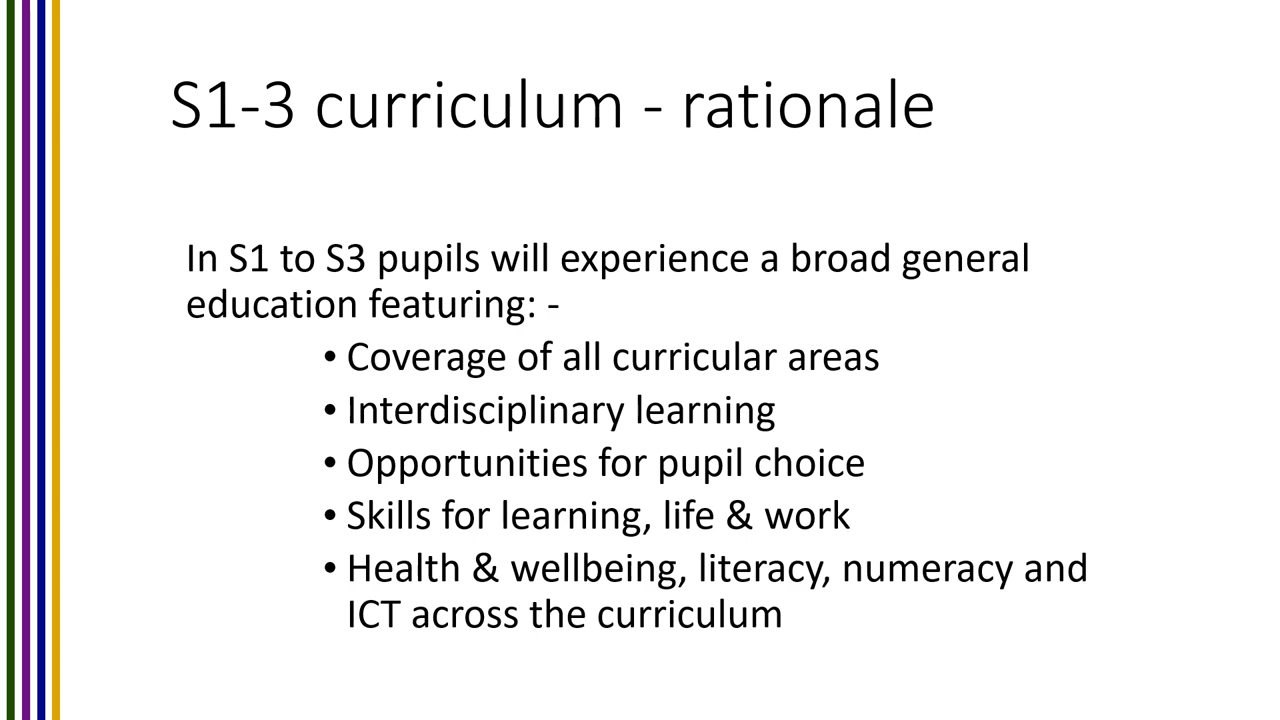 S1-3 curriculum - rationale
In S1 to S3 pupils will experience a broad general
education featuring: -
• Coverage of all curricular areas
• Interdisciplinary learning
• Opportunities for pupil choice
• Skills for learning, life & work
• Health & wellbeing, literacy, numeracy and
ICT across the curriculum